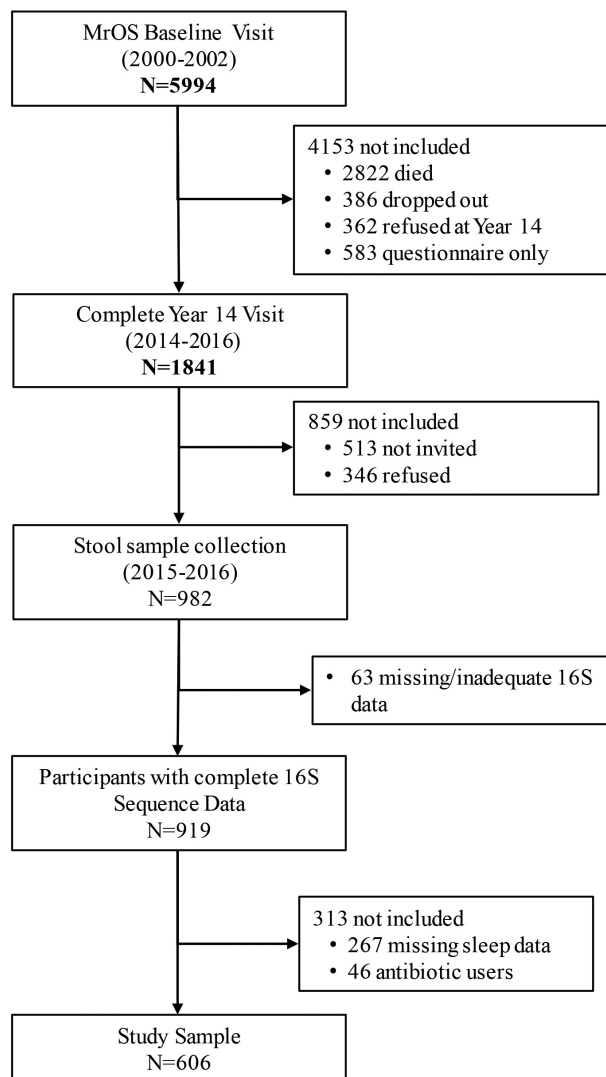 MrOS Baseline Visit
(2000-2002)
N=5994
4153 not included
• 2822 died
• 386 dropped out
• 362 refused at Year 14
• 583 questionnaire only
Complete Year 14 Visit
(2014-2016)
N=1841
859 not included
• 513 not invited
• 346 refused
Stool sample collection
(2015-2016)
N=982
• 63 missing/inadequate 16S
data
Participants with complete 16S
Sequence Data
N=919
313 not included
• 267 missing sleep data
• 46 antibiotic users
Study Sample
N=606